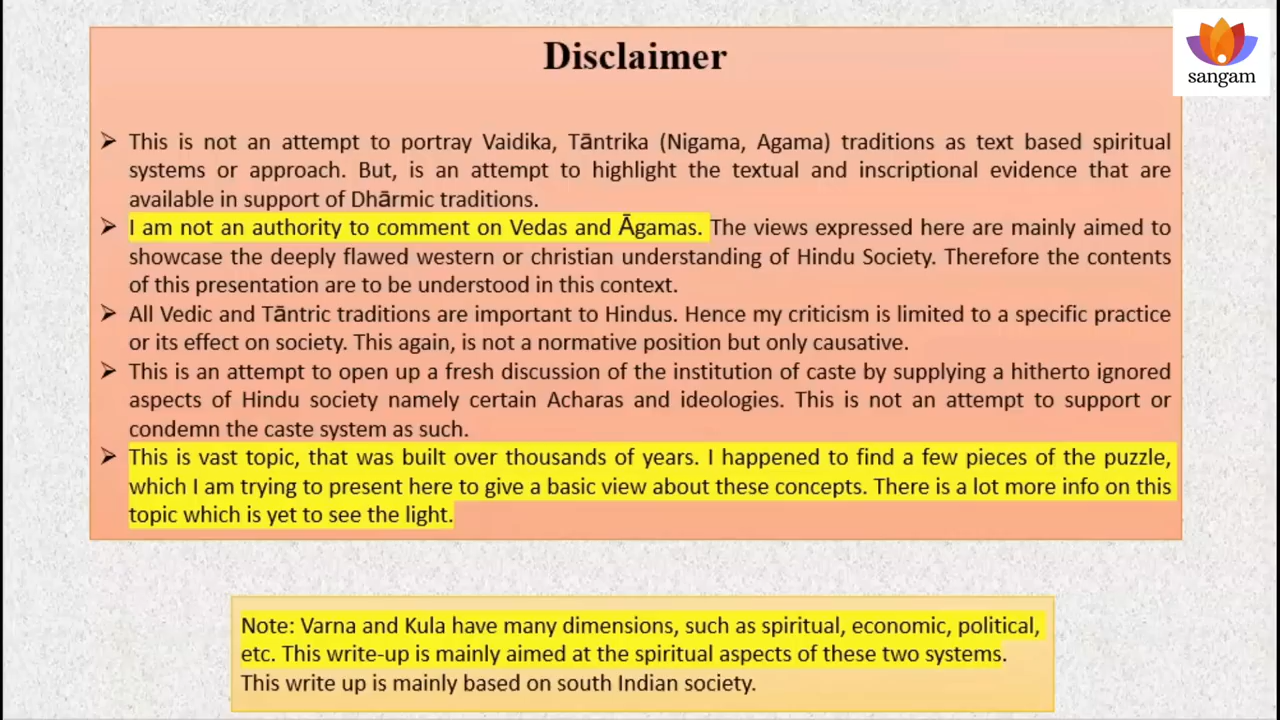 Disclaimer
sangam
➢ This is not an attempt to portray Vaidika, Tāntrika (Nigama, Agama) traditions as text based spiritual
systems or approach. But, is an attempt to highlight the textual and inscriptional evidence that are
available in support of Dhārmic traditions.
➢ I am not an authority to comment on Vedas and Āgamas. The views expressed here are mainly aimed to
showcase the deeply flawed western or christian understanding of Hindu Society. Therefore the contents
of this presentation are to be understood in this context.
➢ All Vedic and Tāntric traditions are important to Hindus. Hence my criticism is limited to a specific practice
or its effect on society. This again, is not a normative position but only causative.
➢ This is an attempt to open up a fresh discussion of the institution of caste by supplying a hitherto ignored
aspects of Hindu society namely certain Acharas and ideologies. This is not an attempt to support or
condemn the caste system as such.
➢ This is vast topic, that was built over thousands of years. I happened to find a few pieces of the puzzle,
which I am trying to present here to give a basic view about these concepts. There is a lot more info on this
topic which is yet to see the light.
Note: Varna and Kula have many dimensions, such as spiritual, economic, political,
etc. This write-up is mainly aimed at the spiritual aspects of these two systems.
This write up is mainly based on south Indian society.